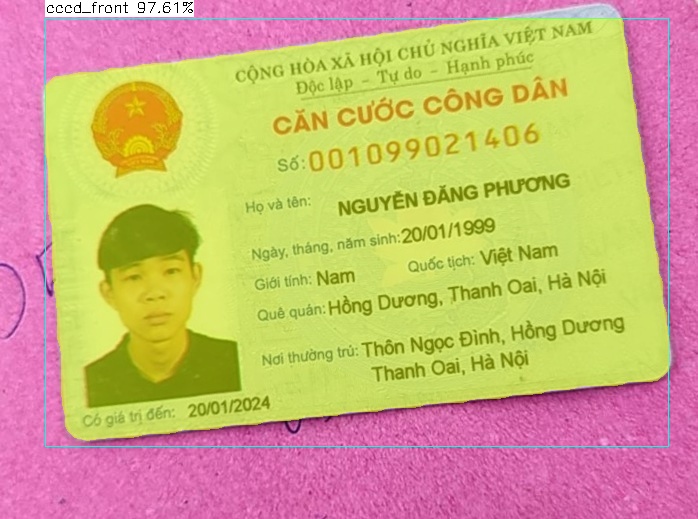 cccd_front 97.61%
CỘNG HÒA XÃ HỘI CHỦ NGHĨA VIỆT NAM
Độc lập - Tự do - Hạnh phúc
CĂN CƯỚC CÔNG DÂN
Số: 001099021406
Họ và tên: NGUYỄN ĐĂNG PHƯƠNG
Ngày, tháng, năm sinh: 20/01/1999
Giới tính: Nam Quốc tịch: Việt Nam
Quê quán: Hồng Dương, Thanh Oai, Hà Nội
Nơi thường trú: Thôn Ngọc Đình, Hồng Dương
Thanh Oai, Hà Nội
Có giá trị đến: 20/01/2024